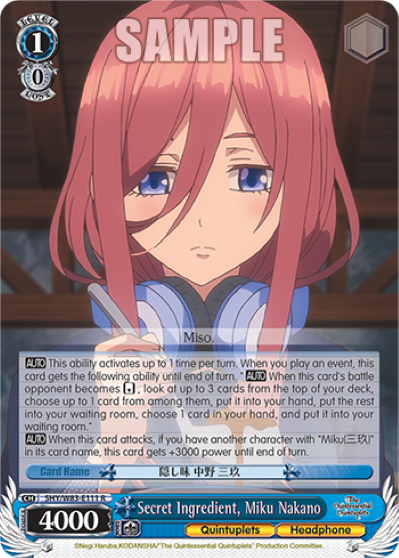 LEVEL
SAMPLE
1
0
COST
Miso.
AUTO This ability activates up to 1 time per turn. When you play an event, this
card gets the following ability until end of turn. "AUTO When this card's battle
opponent becomes [ ], look at up to 3 cards from the top of your deck,
choose up to 1 card from among them, put it into your hand, put the rest
into your waiting room, choose 1 card in your hand, and put it into your
waiting room."
AUTO When this card attacks, if you have another character with "Miku(三玖)"
in its card name, this card gets +3000 power until end of turn.
Card Name 隠し味 中野 三玖
CH 5HY/W83-E111 R
Secret Ingredient, Miku Nakano
The Quintessential Quintuplets
4000
Quintuplets
Headphone
©Negi Haruba,KODANSHA/"The Quintessential Quintuplets" Production Committee